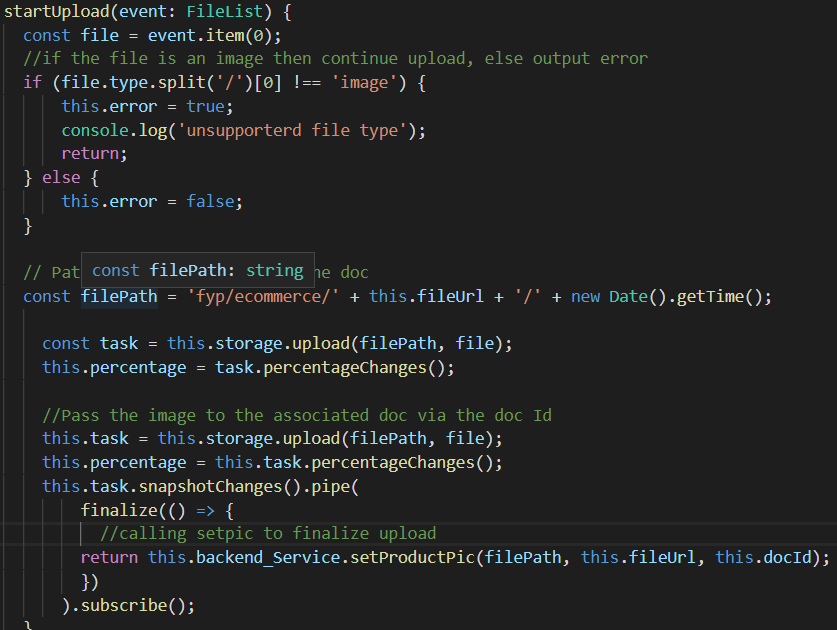 startUpload(event: FileList) {
const file = event.item(0);
//if the file is an image then continue upload, else output error
if (file.type.split('/')[0] !== 'image') {
this.error = true;
console.log('unsupporterd file type');
return;
} else {
this.error = false;
}
// Pat const filePath: string he doc
const filePath = 'fyp/ecommerce/' + this.fileUrl + '/' + new Date().getTime();
const task = this.storage.upload(filePath, file);
this.percentage = task.percentageChanges();
//Pass the image to the associated doc via the doc Id
this.task = this.storage.upload(filePath, file);
this.percentage = this.task.percentageChanges();
this.task.snapshotChanges().pipe(
finalize(() => {
//calling setpic to finalize upload
return this.backend_Service.setProductPic(filePath, this.fileUrl, this.docId);
})
).subscribe();
}